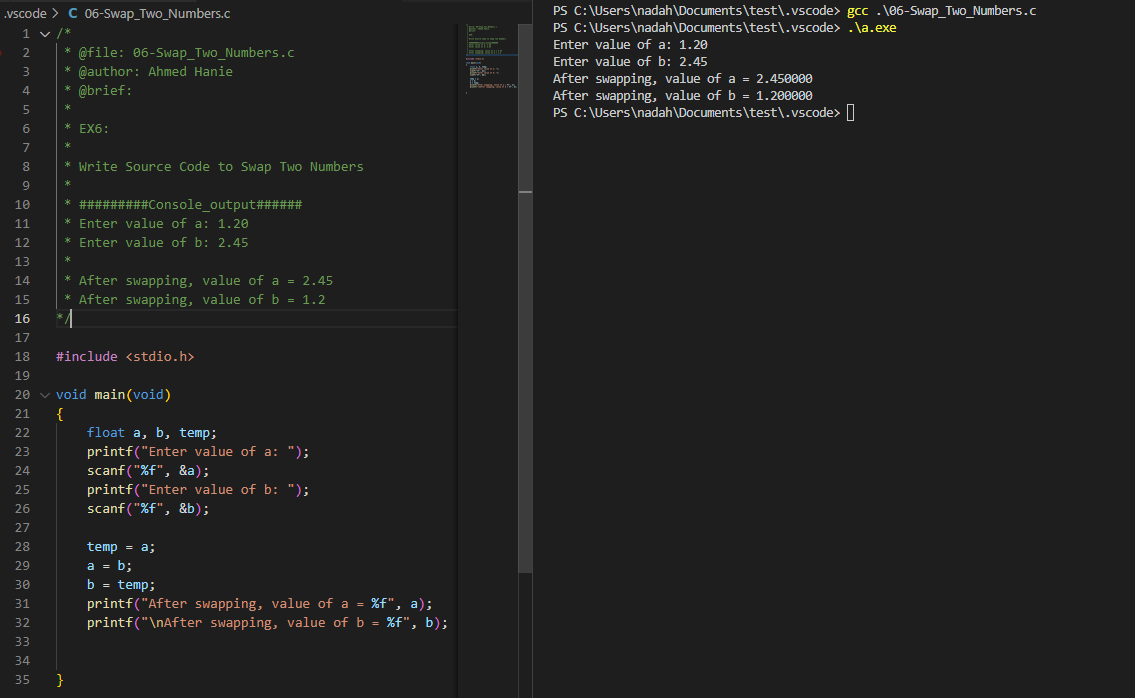 .vscode > C 06-Swap_Two_Numbers.c
1 /*
2 * @file: 06-Swap_Two_Numbers.c
3 * @author: Ahmed Hanie
4 * @brief:
5 *
6 * EX6:
7 *
8 * Write Source Code to Swap Two Numbers
9 *
10 * #########Console_output######
11 * Enter value of a: 1.20
12 * Enter value of b: 2.45
13 *
14 * After swapping, value of a = 2.45
15 * After swapping, value of b = 1.2
16 */
17
18 #include <stdio.h>
19
20 void main(void)
21 {
22 float a, b, temp;
23 printf("Enter value of a: ");
24 scanf("%f", &a);
25 printf("Enter value of b: ");
26 scanf("%f", &b);
27
28 temp = a;
29 a = b;
30 b = temp;
31 printf("After swapping, value of a = %f", a);
32 printf("\nAfter swapping, value of b = %f", b);
33
34
35 }
PS C:\Users\nadah\Documents\test\.vscode> gcc .\06-Swap_Two_Numbers.c
PS C:\Users\nadah\Documents\test\.vscode> .\a.exe
Enter value of a: 1.20
Enter value of b: 2.45
After swapping, value of a = 2.450000
After swapping, value of b = 1.200000
PS C:\Users\nadah\Documents\test\.vscode>